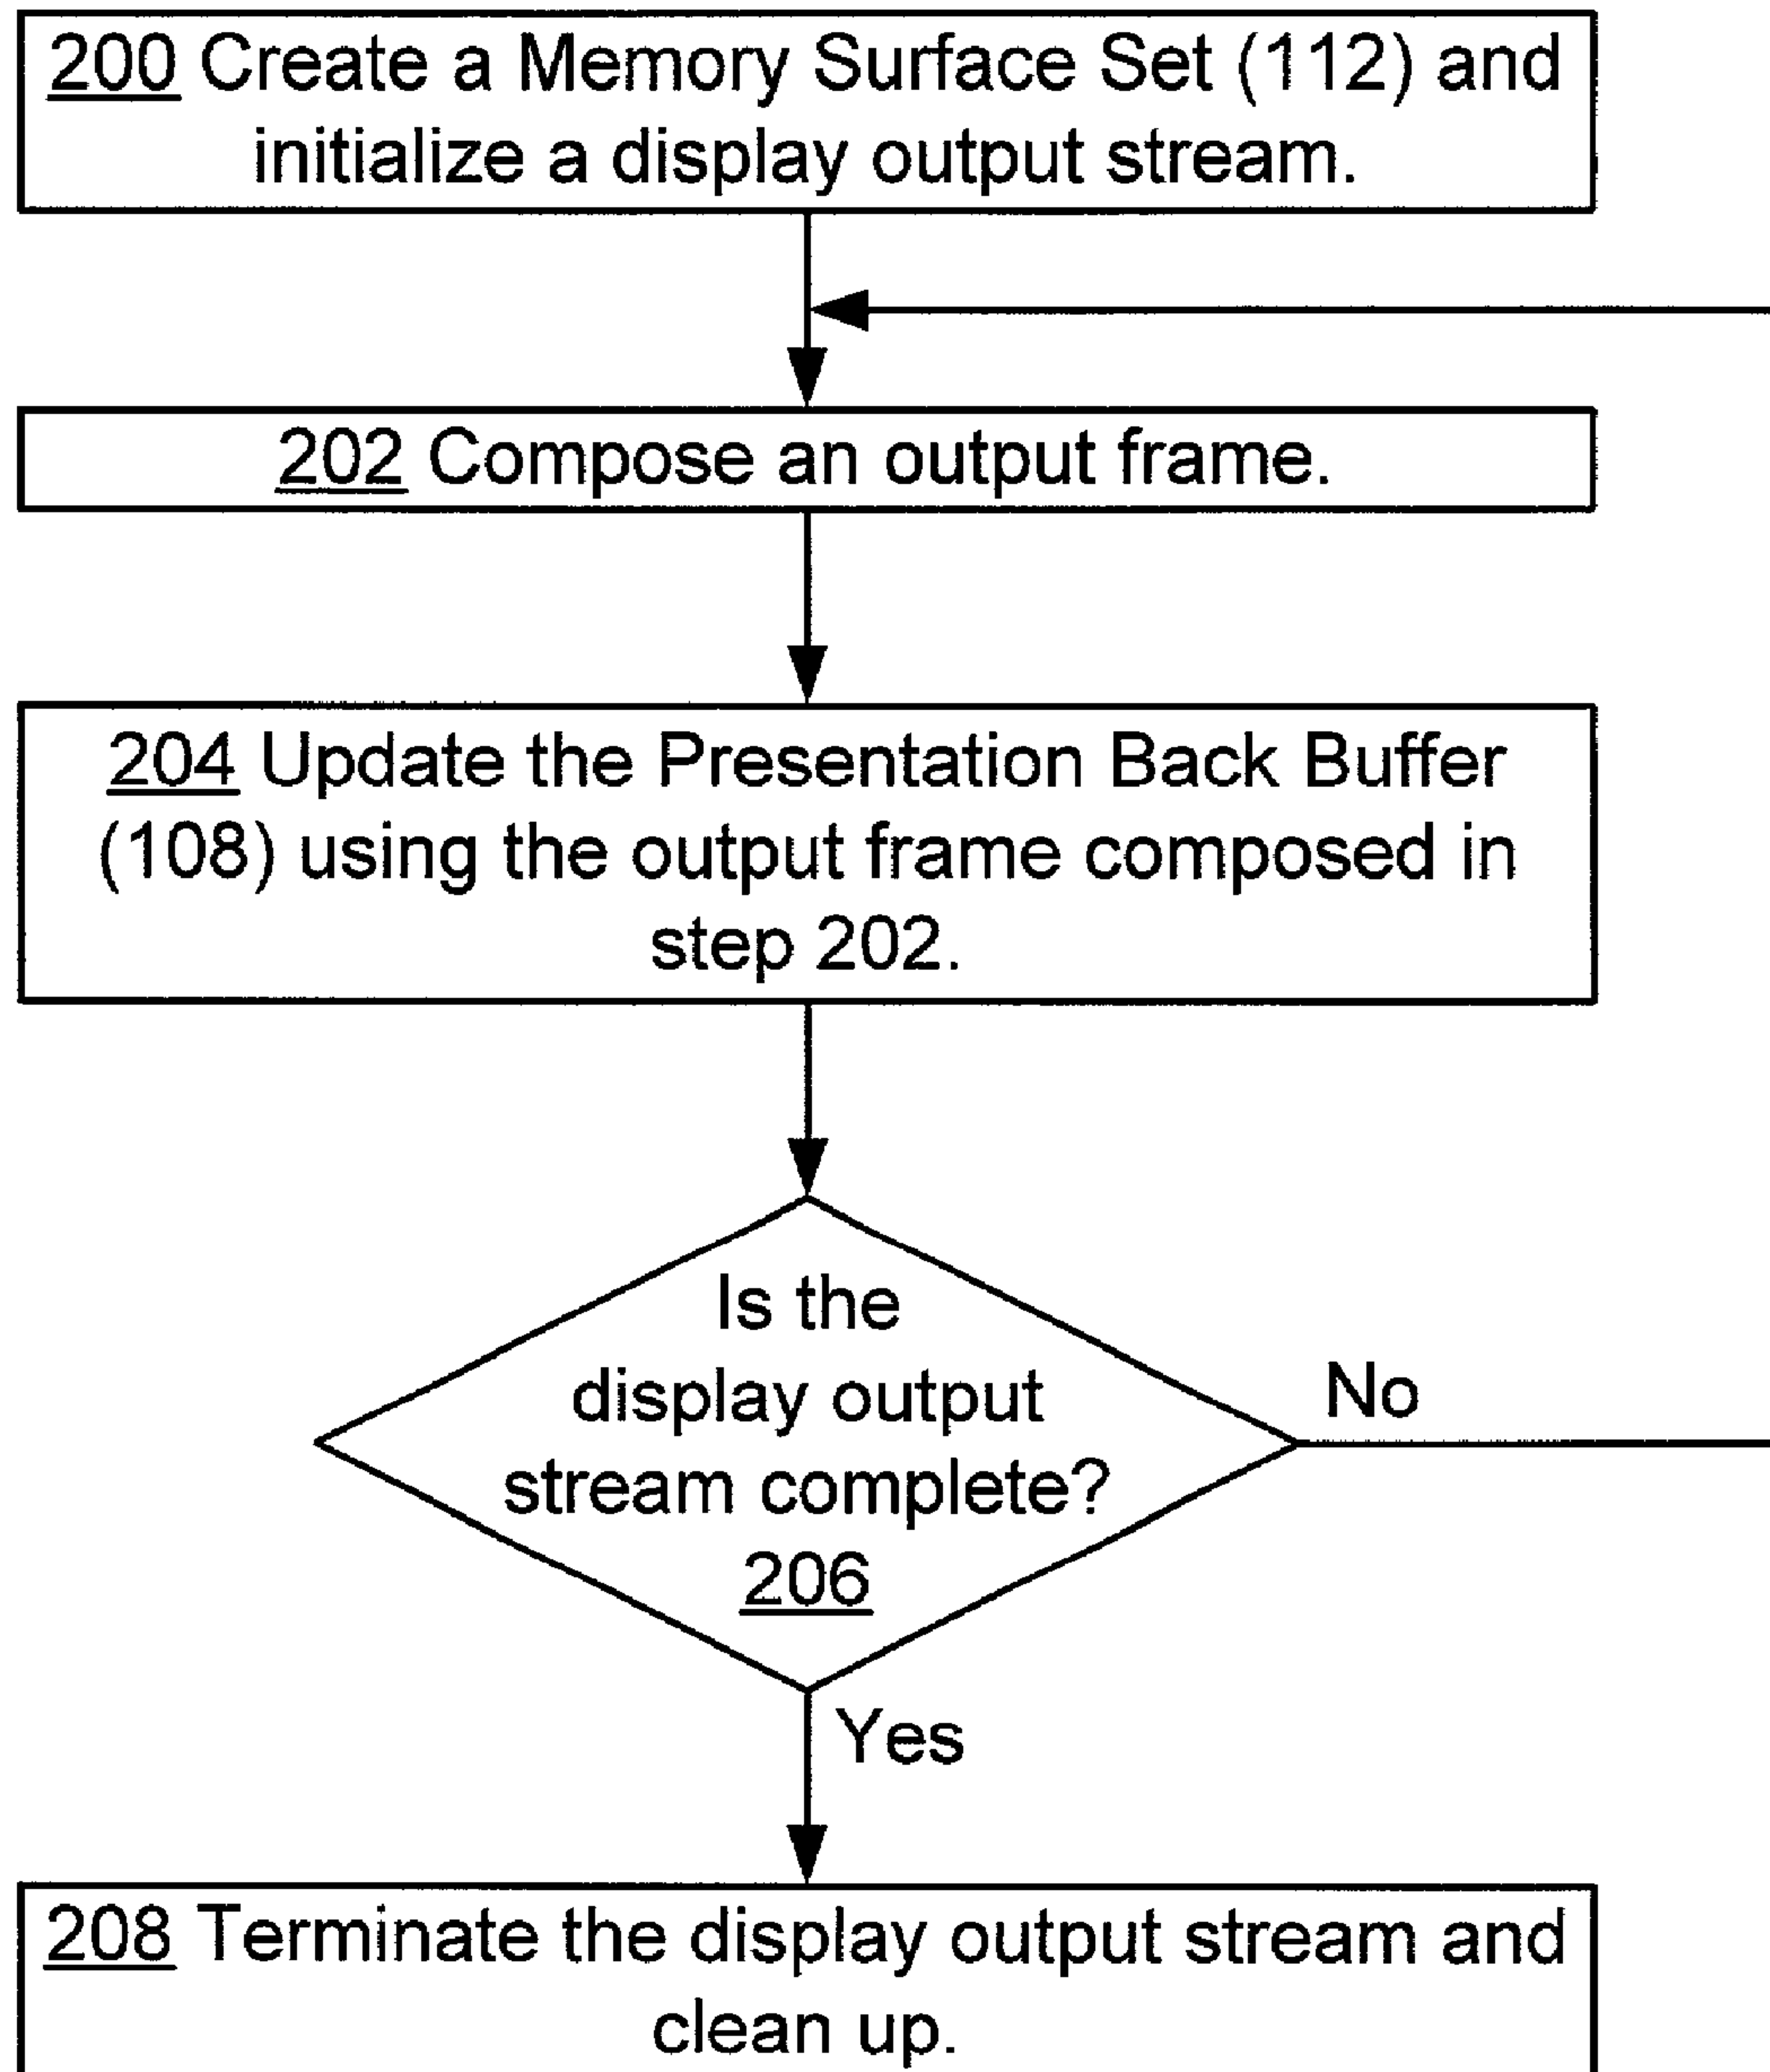 200 Create a Memory Surface Set (112) and
initialize a display output stream.
202 Compose an output frame.
204 Update the Presentation Back Buffer
(108) using the output frame composed in
step 202.
Is the
display output
stream complete?
206
No
Yes
208 Terminate the display output stream and
clean up.